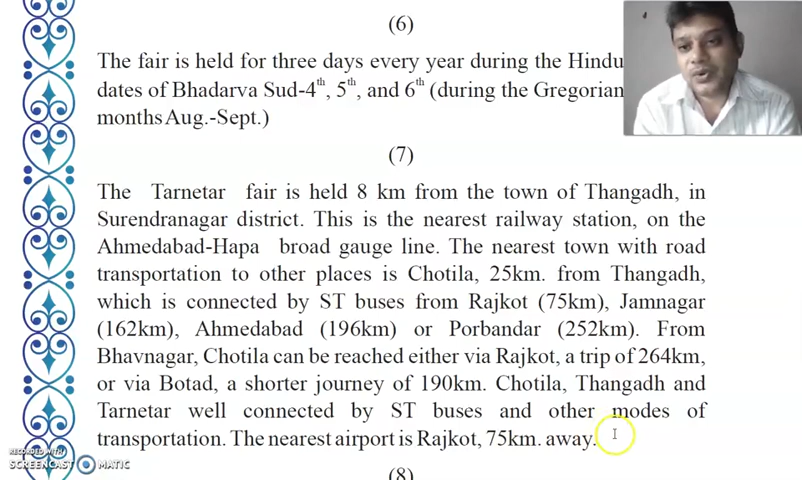 (6)
The fair is held for three days every year during the Hindu
dates of Bhadarva Sud-4th, 5th, and 6th (during the Gregorian
months Aug.-Sept.)
(7)
The Tarnetar fair is held 8 km from the town of Thangadh, in
Surendranagar district. This is the nearest railway station, on the
Ahmedabad-Hapa broad gauge line. The nearest town with road
transportation to other places is Chotila, 25km. from Thangadh,
which is connected by ST buses from Rajkot (75km), Jamnagar
(162km), Ahmedabad (196km) or Porbandar (252km). From
Bhavnagar, Chotila can be reached either via Rajkot, a trip of 264km,
or via Botad, a shorter journey of 190km. Chotila, Thangadh and
Tarnetar well connected by ST buses and other modes of
transportation. The nearest airport is Rajkot, 75km. away.
RECORDED WITH
SCREENCAST MATIC
(8)